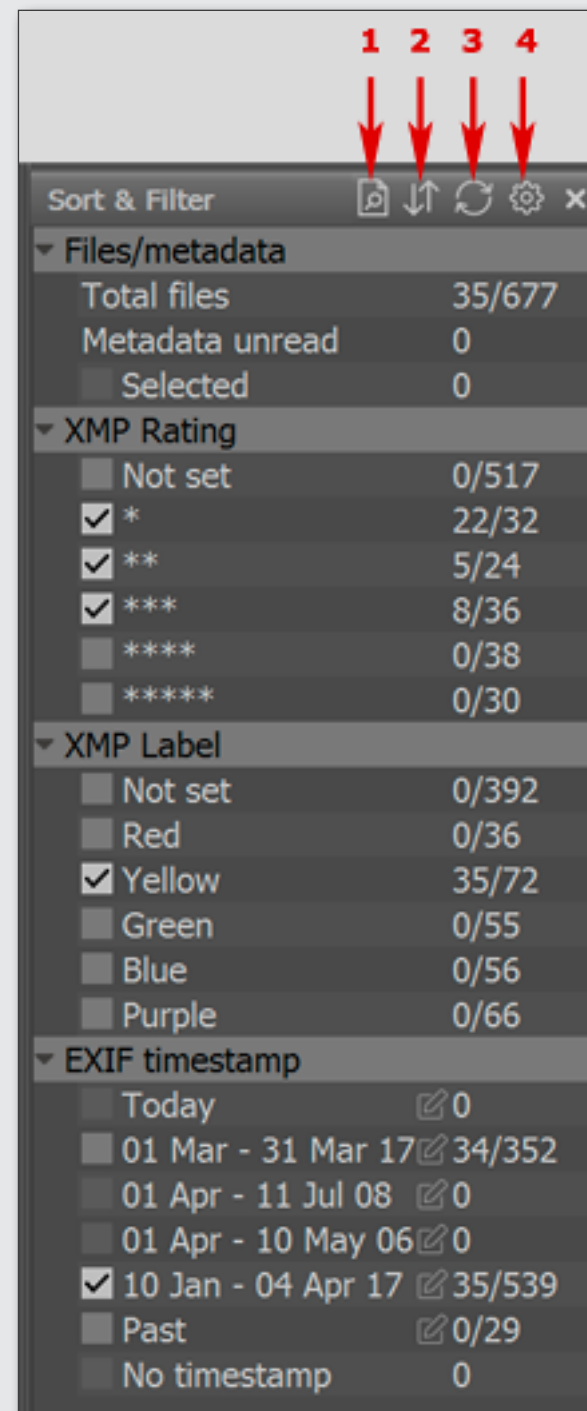 1 2 3 4
Sort & Filter
Files/metadata
Total files 35/677
Metadata unread 0
Selected 0
XMP Rating
Not set 0/517
* 22/32
** 5/24
*** 8/36
**** 0/38
***** 0/30
XMP Label
Not set 0/392
Red 0/36
Yellow 35/72
Green 0/55
Blue 0/56
Purple 0/66
EXIF timestamp
Today 0
01 Mar - 31 Mar 17 34/352
01 Apr - 11 Jul 08 0
01 Apr - 10 May 06 0
10 Jan - 04 Apr 17 35/539
Past 0/29
No timestamp 0